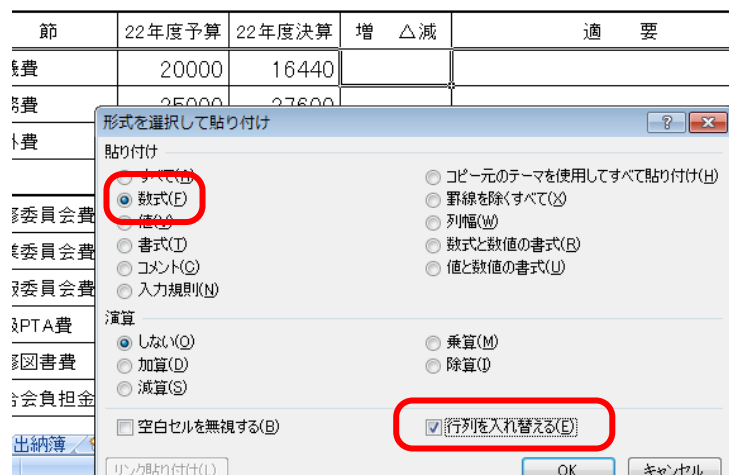 節 22年度予算 22年度決算 増 △減 適 要
費 20000 16440
費 25000 27600
費
形式を選択して貼り付け
貼り付け
すべて(A) コピー元のテーマを使用してすべて貼り付け(H)
数式(F) 罫線を除くすべて(X)
値(V) 列幅(W)
書式(T) 数式と数値の書式(R)
コメント(C) 値と数値の書式(U)
入力規則(N)
委員会費
委員会費
委員会費
PTA費
図書費
会負担金
演算
しない(O) 乗算(M)
加算(D) 除算(I)
減算(S)
空白セルを無視する(B) 行列を入れ替える(E)
出納簿
リンク貼り付け(L) OK キャンセル